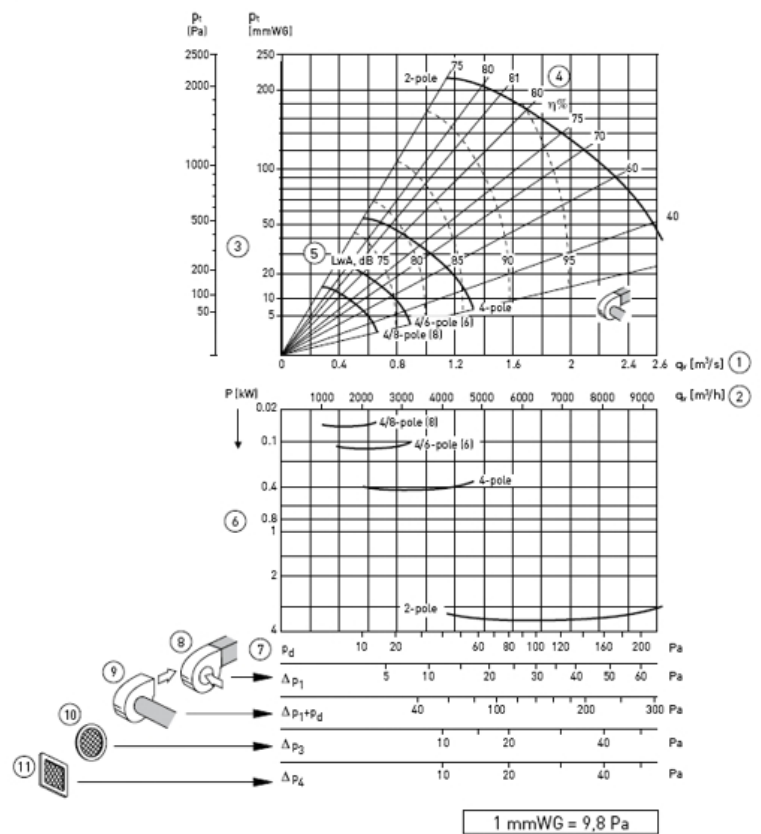 pt pt
(Pa) [mmWG]
2500 250
2000 200
1000 100
500 50
200 20
100 10
50 5
3
2-pole 75 80 81 80 4
η%
75
70
60
40
5
LwA, dB 75 80 85 90 95
4-pole
4/6-pole (6)
4/8-pole (8)
0 0.4 0.8 1.2 1.6 2 2.4 2.6 qv [m³/s] 1
P [kW] 1000 2000 3000 4000 5000 6000 7000 8000 9000 qv [m³/h] 2
0.02
4/8-pole (8)
0.1 4/6-pole (6)
0.4 4-pole
6 0.8
1
2
2-pole
4
8 7 pd 10 20 60 80 100 120 160 200 Pa
9 Δp1 5 10 20 30 40 50 60 Pa
10 Δp1+pd 40 100 200 300 Pa
Δp3 10 20 40 Pa
11 Δp4 10 20 40 Pa
1 mmWG = 9,8 Pa